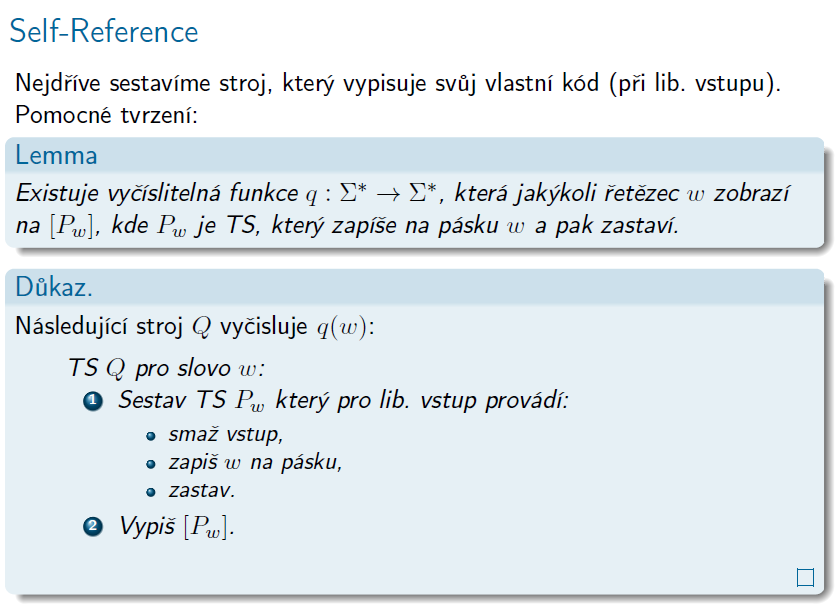 Self-Reference
Nejdříve sestavíme stroj, který vypisuje svůj vlastní kód (při lib. vstupu).
Pomocné tvrzení:
Lemma
Existuje vyčíslitelná funkce q : Σ* → Σ*, která jakýkoli řetězec w zobrazí
na [P_w], kde P_w je TS, který zapíše na pásku w a pak zastaví.
Důkaz.
Následující stroj Q vyčisluje q(w):
TS Q pro slovo w:
1 Sestav TS P_w který pro lib. vstup provádí:
smaž vstup,
zapiš w na pásku,
zastav.
2 Vypiš [P_w].